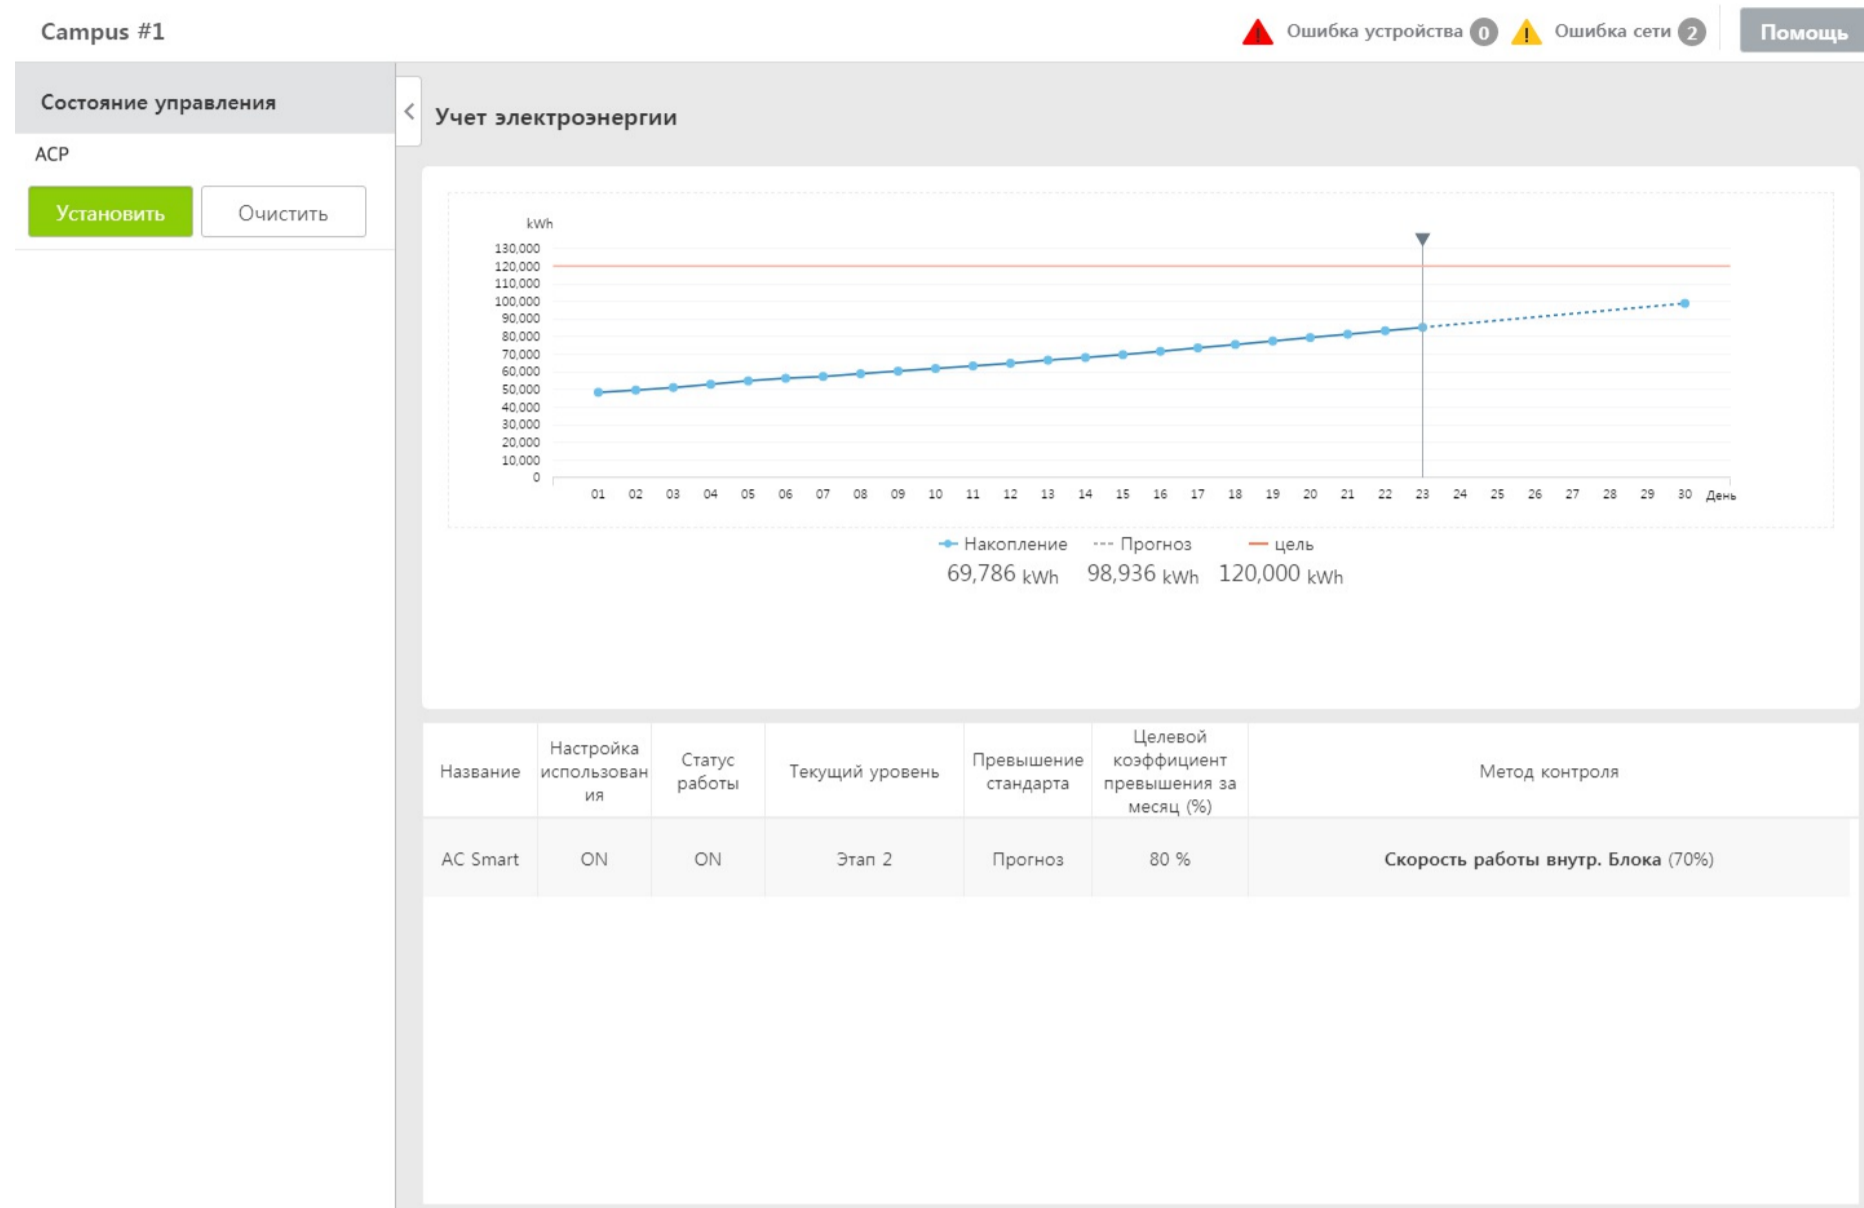 Campus #1
Ошибка устройства 0
Ошибка сети 2
Помощь
Состояние управления
ACP
Установить
Очистить
<
Учет электроэнергии
kWh
130,000
120,000
110,000
100,000
90,000
80,000
70,000
60,000
50,000
40,000
30,000
20,000
10,000
0
01 02 03 04 05 06 07 08 09 10 11 12 13 14 15 16 17 18 19 20 21 22 23 24 25 26 27 28 29 30 День
Накопление
Прогноз
цель
69,786 kWh
98,936 kWh
120,000 kWh
Название
Настройка
использован
ия
Статус
работы
Текущий уровень
Превышение
стандарта
Целевой
коэффициент
превышения за
месяц (%)
Метод контроля
AC Smart
ON
ON
Этап 2
Прогноз
80 %
Скорость работы внутр. Блока (70%)